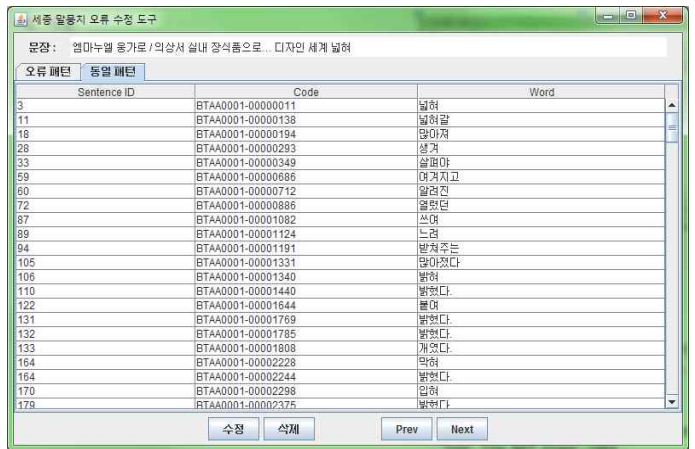 세종 말뭉치 오류 수정 도구
문장 : 엠마누엘 웅가로 / 의상서 실내 장식품으로... 디자인 세계 넓혀
오류 패턴 동일 패턴
Sentence ID Code Word
3 BTAA0001-00000011 넓혀
11 BTAA0001-00000138 넓혀갈
18 BTAA0001-00000194 많아져
28 BTAA0001-00000293 생겨
33 BTAA0001-00000349 살펴야
59 BTAA0001-00000686 여겨지고
60 BTAA0001-00000712 알려진
72 BTAA0001-00000886 열렸던
87 BTAA0001-00001082 쓰여
89 BTAA0001-00001124 느려
94 BTAA0001-00001191 받쳐주는
105 BTAA0001-00001331 많아졌다
106 BTAA0001-00001340 밝혀
110 BTAA0001-00001440 밝혔다.
122 BTAA0001-00001644 붙여
131 BTAA0001-00001769 밝혔다.
132 BTAA0001-00001785 밝혔다.
133 BTAA0001-00001808 개였다.
164 BTAA0001-00002228 막혀
164 BTAA0001-00002244 밝혔다.
170 BTAA0001-00002298 입혀
179 BTAA0001-00002375 밝혔다
수정 삭제 Prev Next